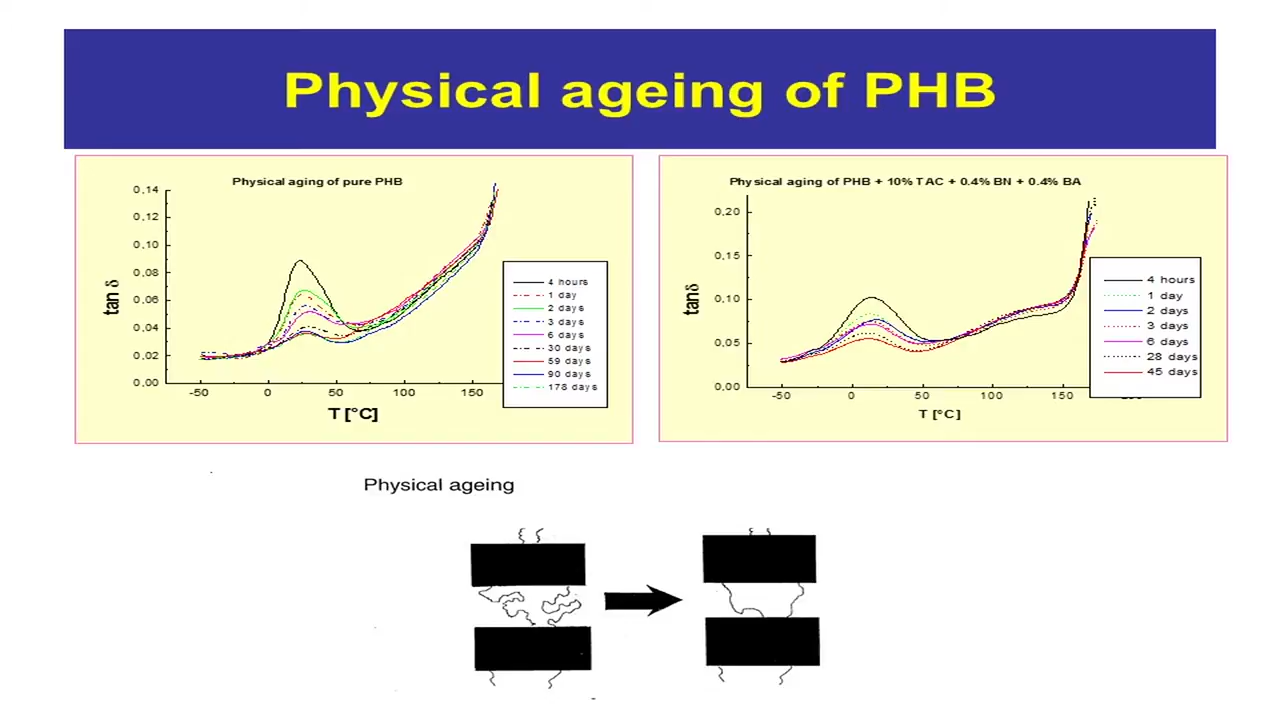 Physical ageing of PHB
Physical aging of pure PHB
0,14
0,12
0,10
0,08
0,06
0,04
0,02
0,00
tan δ
-50 0 50 100 150
T [°C]
4 hours
1 day
2 days
3 days
6 days
30 days
59 days
90 days
178 days
Physical aging of PHB + 10% TAC + 0.4% BN + 0.4% BA
0,20
0,15
0,10
0,05
0,00
tan δ
-50 0 50 100 150
T [°C]
4 hours
1 day
2 days
3 days
6 days
28 days
45 days
Physical ageing